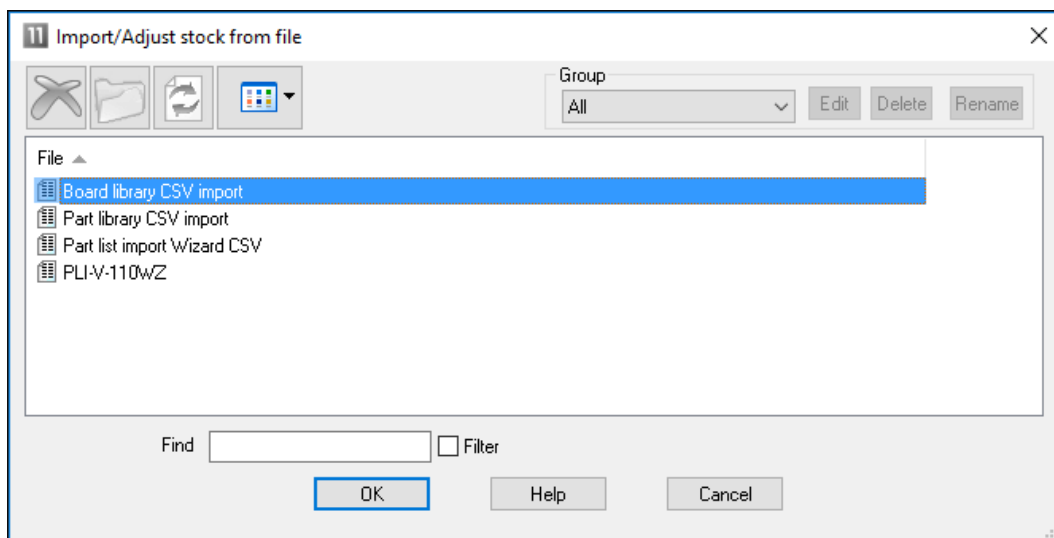 11 Import/Adjust stock from file
Group
All Edit Delete Rename
File
Board library CSV import
Part library CSV import
Part list import Wizard CSV
PLI-V-110WZ
Find Filter
OK Help Cancel